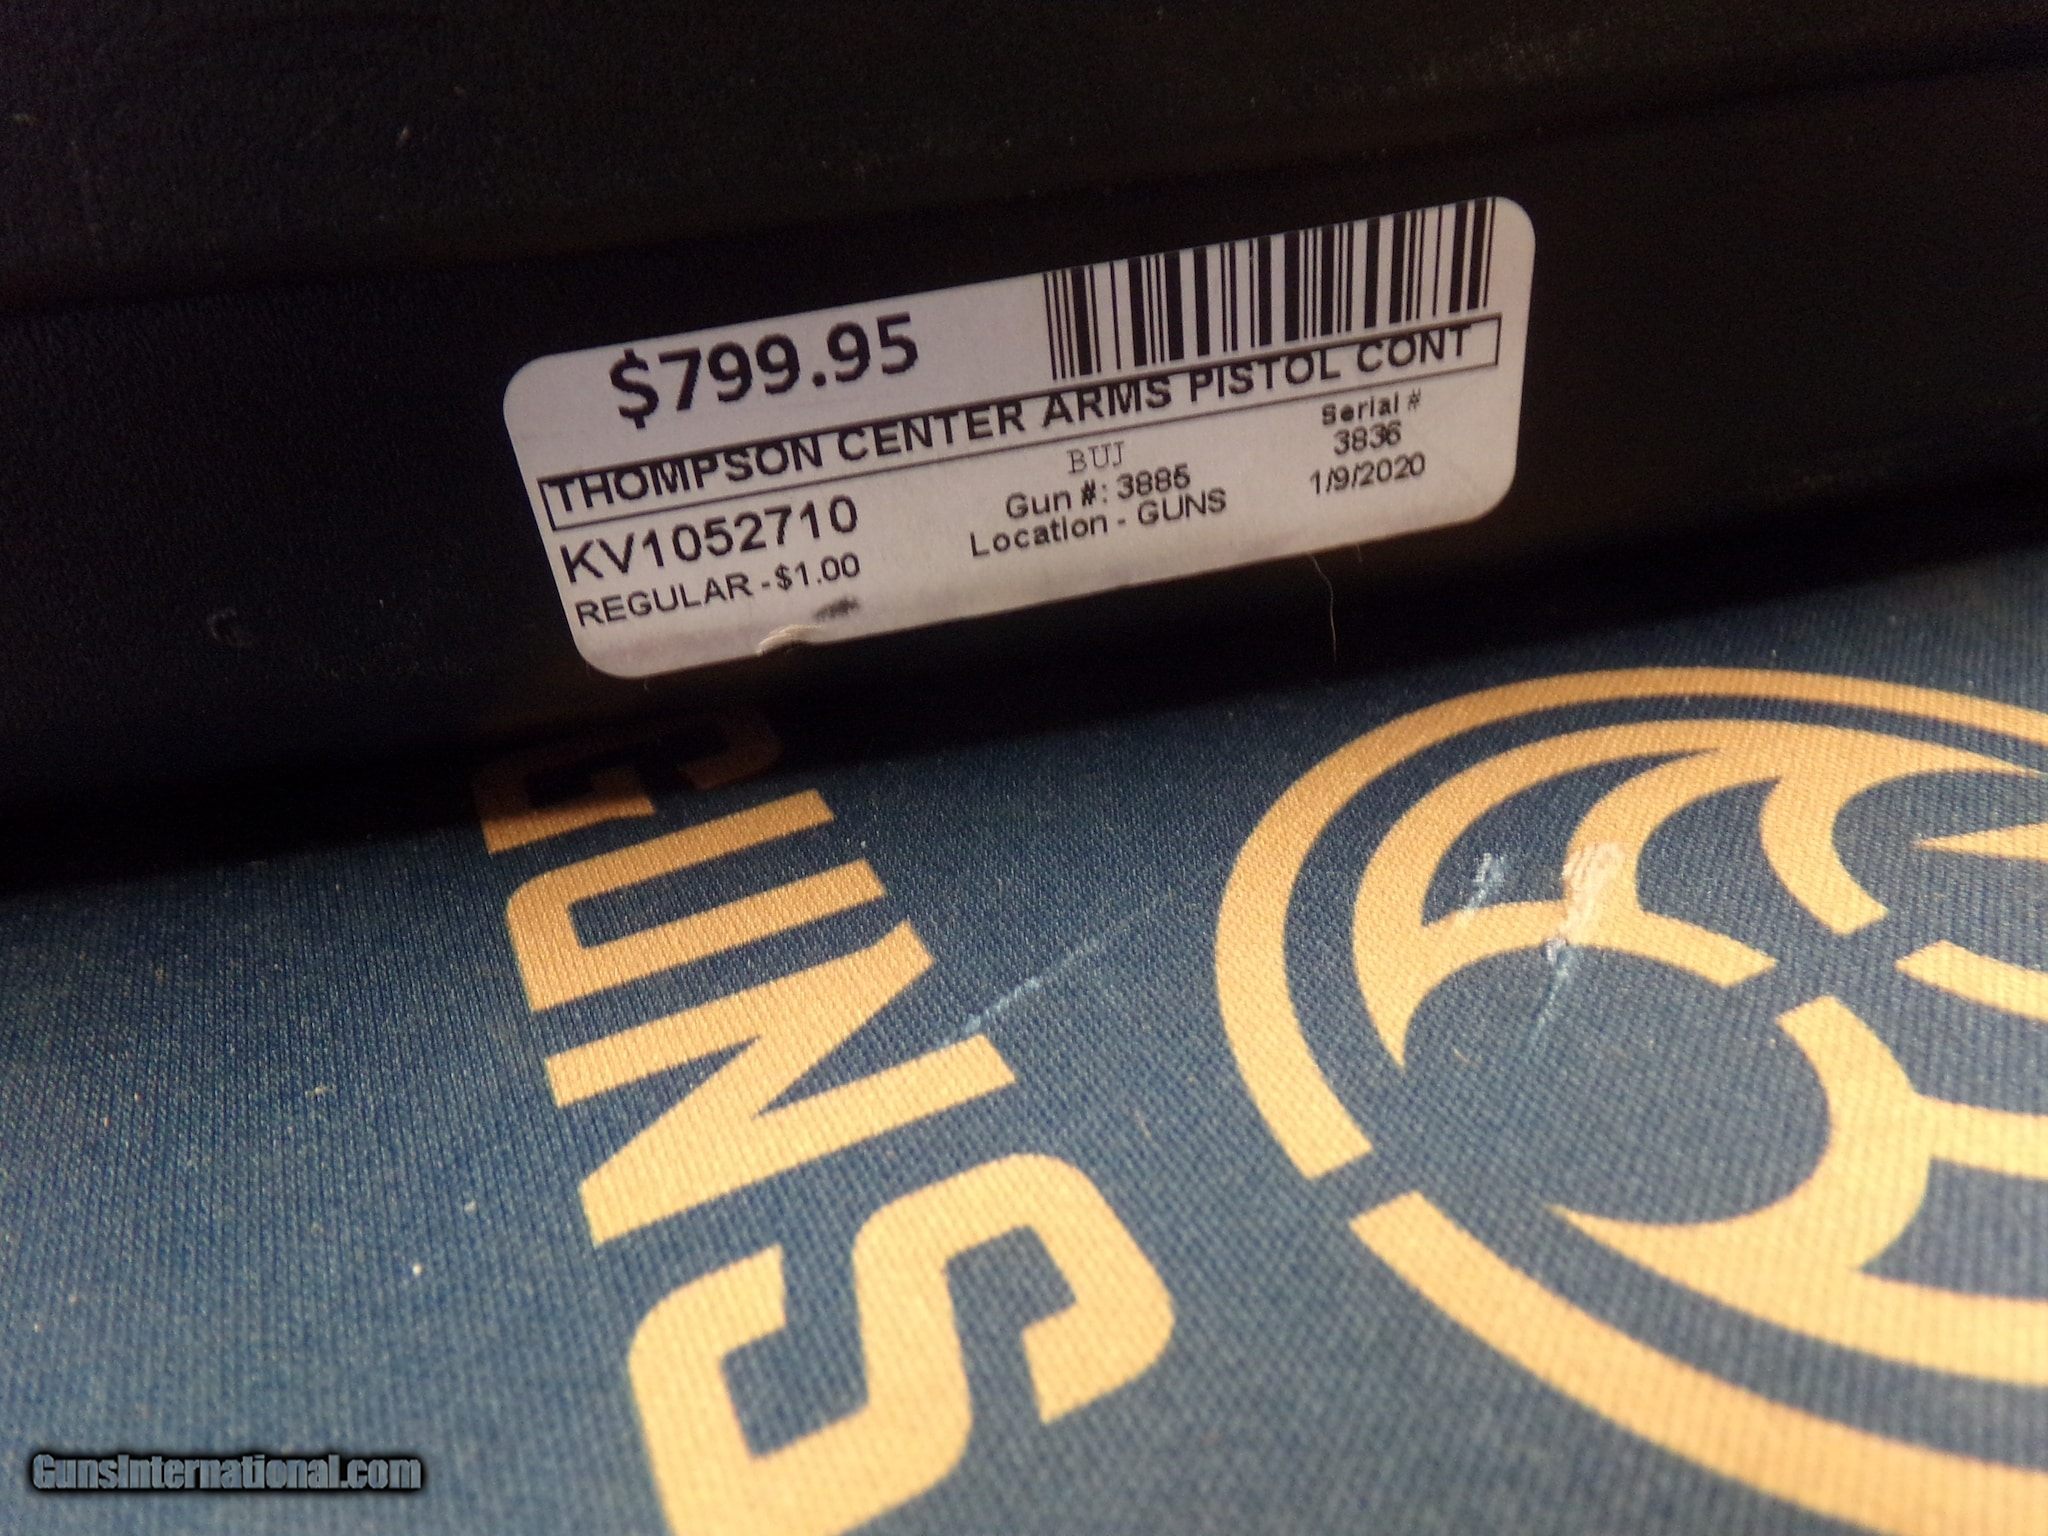 $799.95
THOMPSON CENTER ARMS PISTOL CONT
KV1052710
REGULAR - $1.00
BUJ
Gun #: 3885
Location - GUNS
Serial #
3836
1/9/2020
GUNS
GunsInternational.com